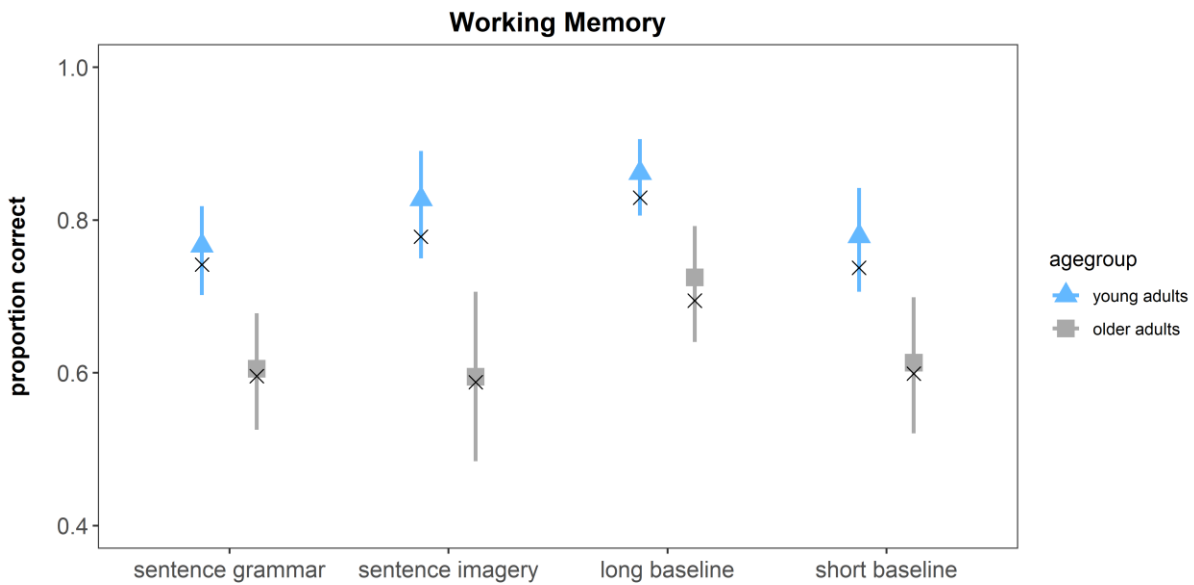 Working Memory
proportion correct
1.0
0.8
0.6
0.4
sentence grammar
sentence imagery
long baseline
short baseline
agegroup
young adults
older adults